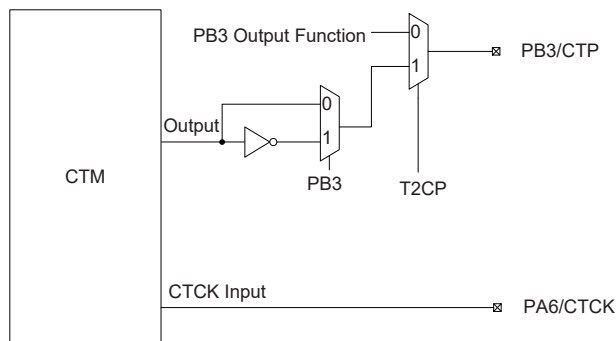 PB3 Output Function
0
1
PB3/CTP
0
1
Output
PB3
T2CP
CTM
CTCK Input
PA6/CTCK